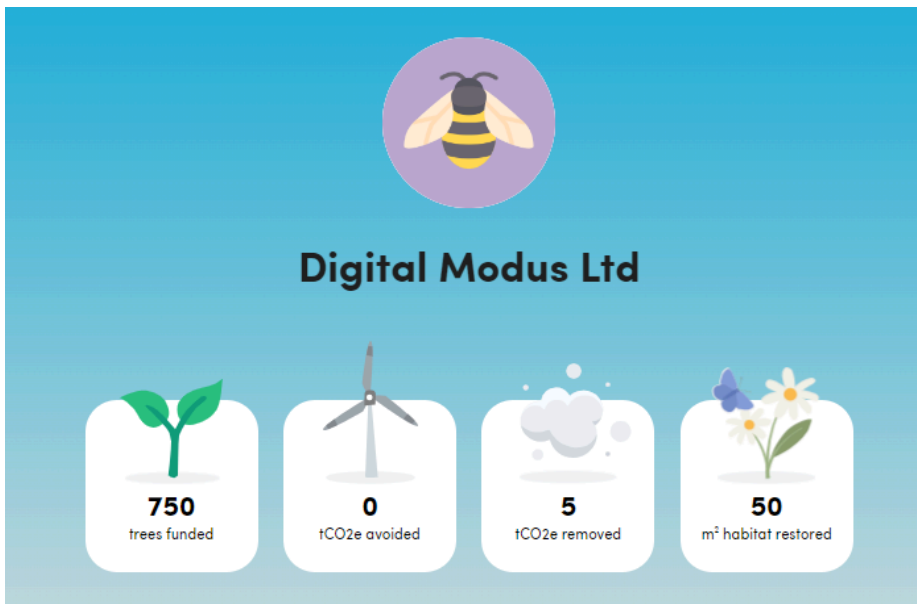 Digital Modus Ltd
750
trees funded
0
tCO2e avoided
5
tCO2e removed
50
m² habitat restored